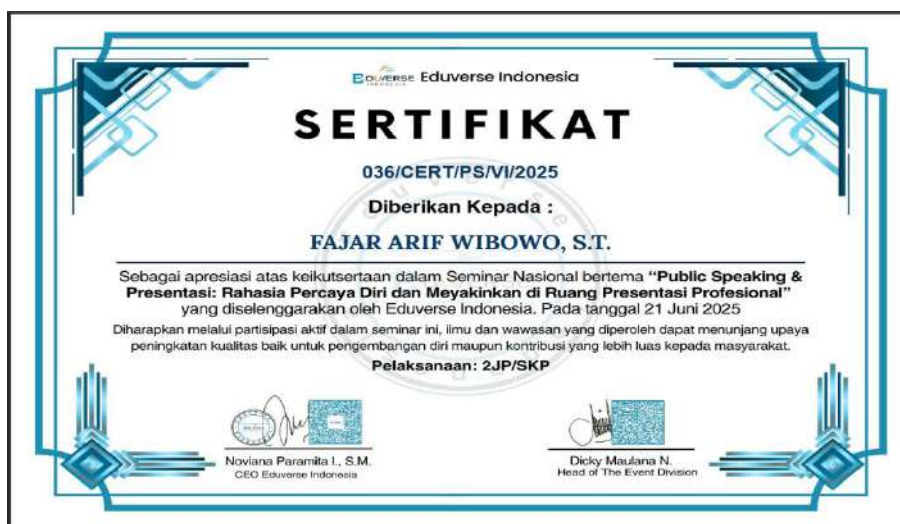 EDUVERSE
INDONESIA
Eduverse Indonesia
SERTIFIKAT
036/CERT/PS/VI/2025
Diberikan Kepada :
FAJAR ARIF WIBOWO, S.T.
Sebagai apresiasi atas keikutsertaan dalam Seminar Nasional bertema “Public Speaking &
Presentasi: Rahasia Percaya Diri dan Meyakinkan di Ruang Presentasi Profesional”
yang diselenggarakan oleh Eduverse Indonesia. Pada tanggal 21 Juni 2025
Diharapkan melalui partisipasi aktif dalam seminar ini, ilmu dan wawasan yang diperoleh dapat menunjang upaya
peningkatan kualitas baik untuk pengembangan diri maupun kontribusi yang lebih luas kepada masyarakat.
Pelaksanaan: 2JP/SKP
Noviana Paramita I., S.M.
CEO Eduverse Indonesia
Dicky Maulana N.
Head of The Event Division